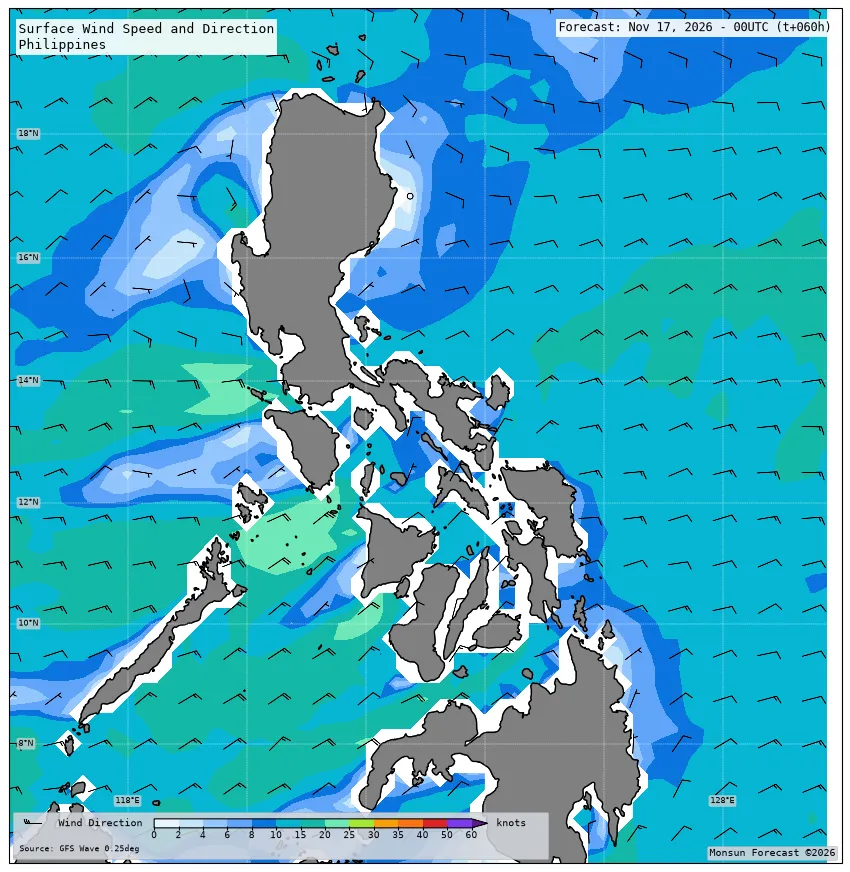 Surface Wind Speed and Direction
Philippines
Forecast: Nov 17, 2026 - 00UTC (t+060h)
18°N
16°N
14°N
12°N
10°N
8°N
118°E
128°E
Wind Direction
knots
0 2 4 6 8 10 15 20 25 30 35 40 50 60
Source: GFS Wave 0.25deg
Monsun Forecast ©2026